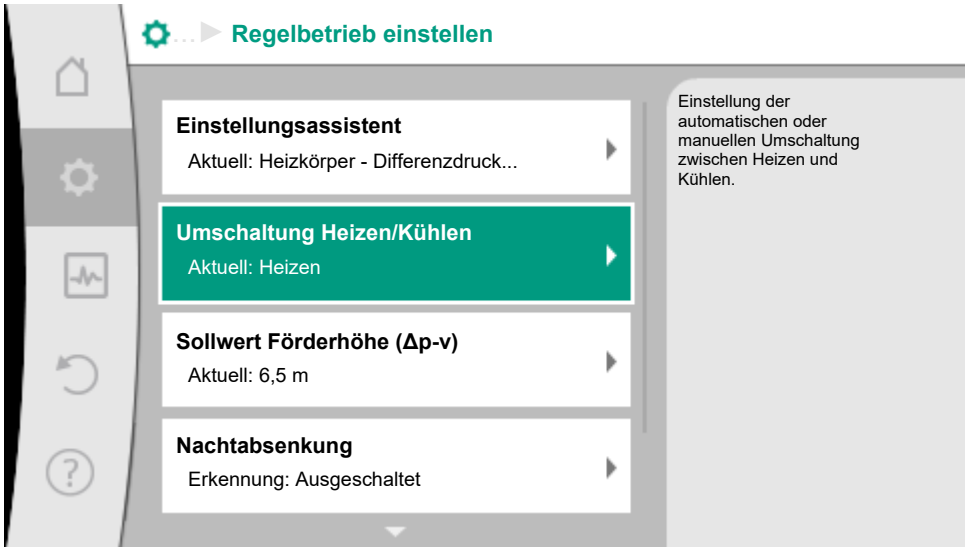 ... Regelbetrieb einstellen
Einstellungsassistent
Aktuell: Heizkörper - Differenzdruck...
Umschaltung Heizen/Kühlen
Aktuell: Heizen
Sollwert Förderhöhe (Δp-v)
Aktuell: 6,5 m
Nachtabsenkung
Erkennung: Ausgeschaltet
Einstellung der
automatischen oder
manuellen Umschaltung
zwischen Heizen und
Kühlen.
?